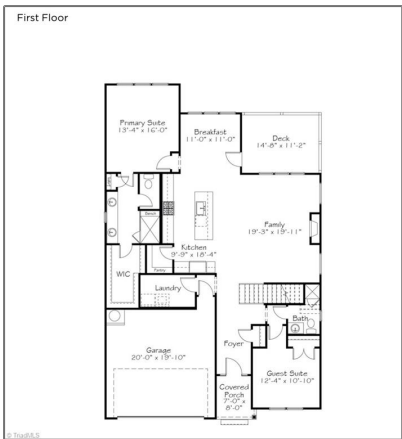 First Floor
Primary Suite
13'-4" x 16'-0"
Breakfast
11'-0" x 11'-0"
Deck
14'-8" x 11'-2"
Bench
Family
19'-3" x 19'-11"
Kitchen
9'-9" x 18'-4"
WIC
Pantry
Laundry
Bath
Garage
20'-0" x 19'-10"
Foyer
Guest Suite
12'-4" x 10'-10"
Covered
Porch
7'-0" x
8'-0"
© TriadMLS